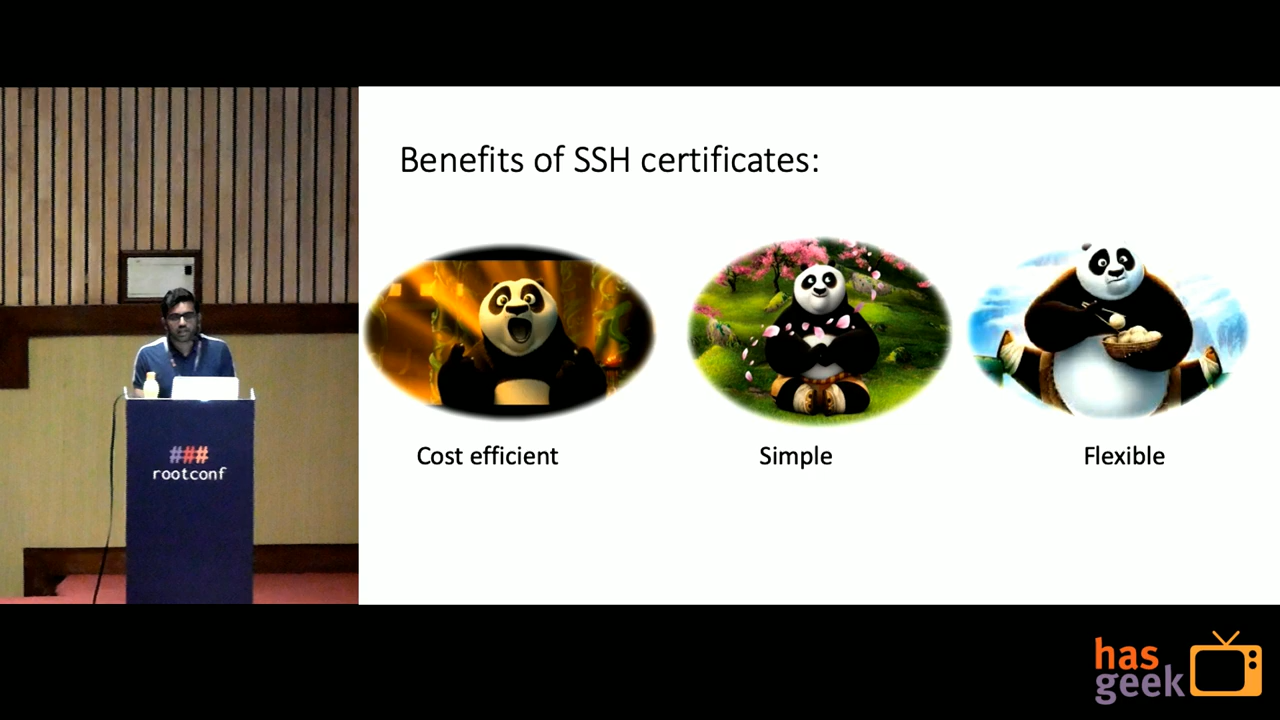 Benefits of SSH certificates:
Cost efficient
Simple
Flexible
###
rootconf
has
geek